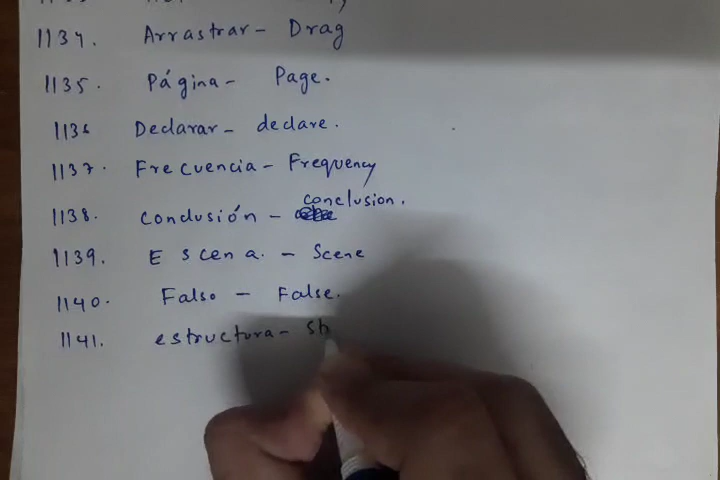 1134. Arrastrar - Drag
1135. Página - Page.
1136 Declarar - declare.
1137. Frecuencia - Frequency
1138. conclusión - conclusion.
1139. Escena. - Scene
1140. Falso - False.
1141. estructura - St